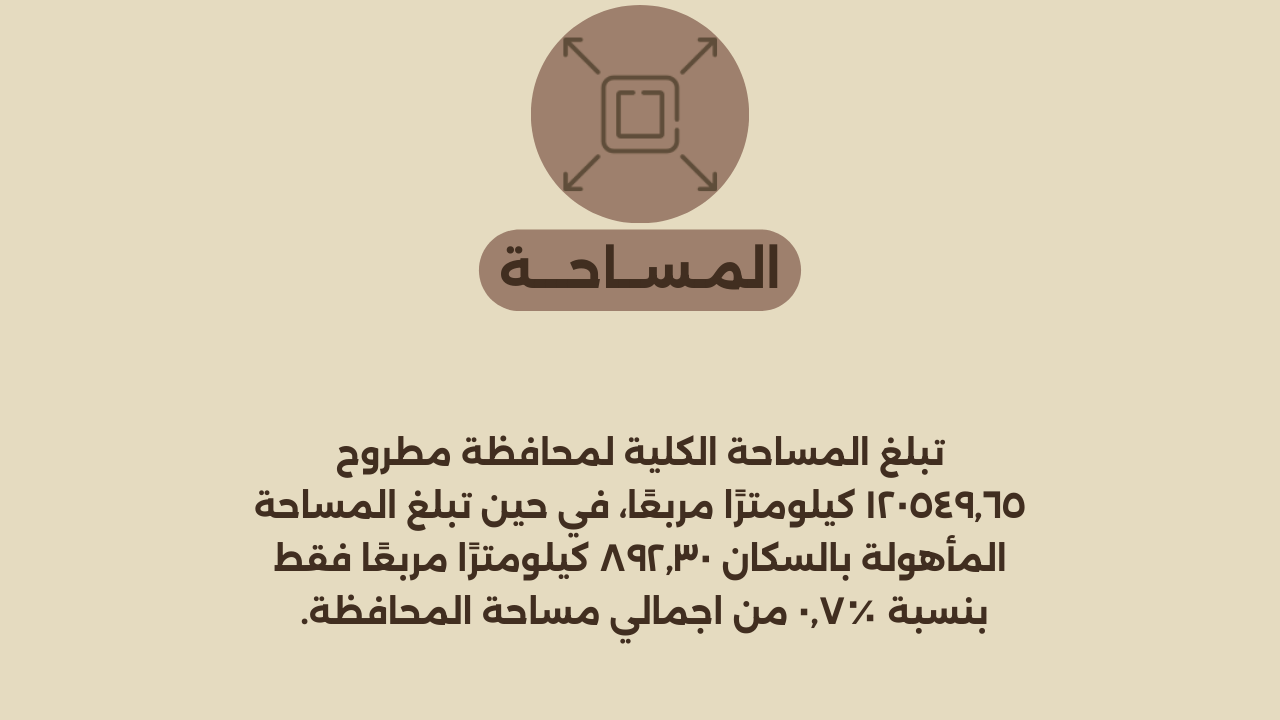 المساحة
تبلغ المساحة الكلية لمحافظة مطروح
١٢٠٥٤٩,٦٥ كيلومترًا مربعًا، في حين تبلغ المساحة
المأهولة بالسكان ٨٩٢,٣٠ كيلومترًا مربعًا فقط
بنسبة ٪٠,٧ من اجمالي مساحة المحافظة.